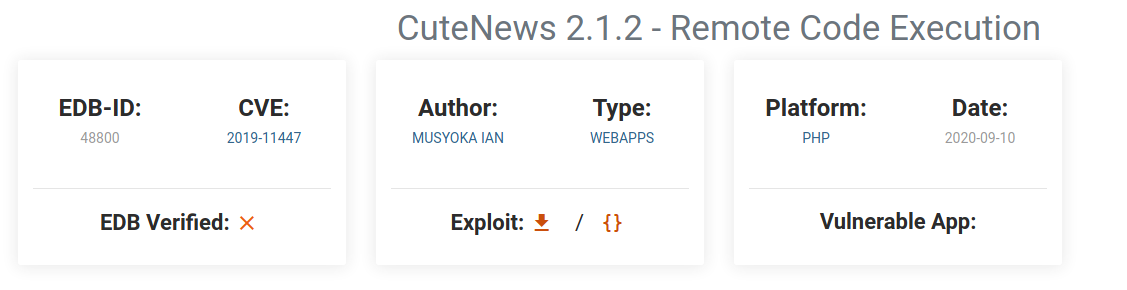 CuteNews 2.1.2 - Remote Code Execution
EDB-ID: CVE:
48800 2019-11447
EDB Verified: ×
Author: Type:
MUSYOKA IAN WEBAPPS
Exploit: / {}
Platform: Date:
PHP 2020-09-10
Vulnerable App: